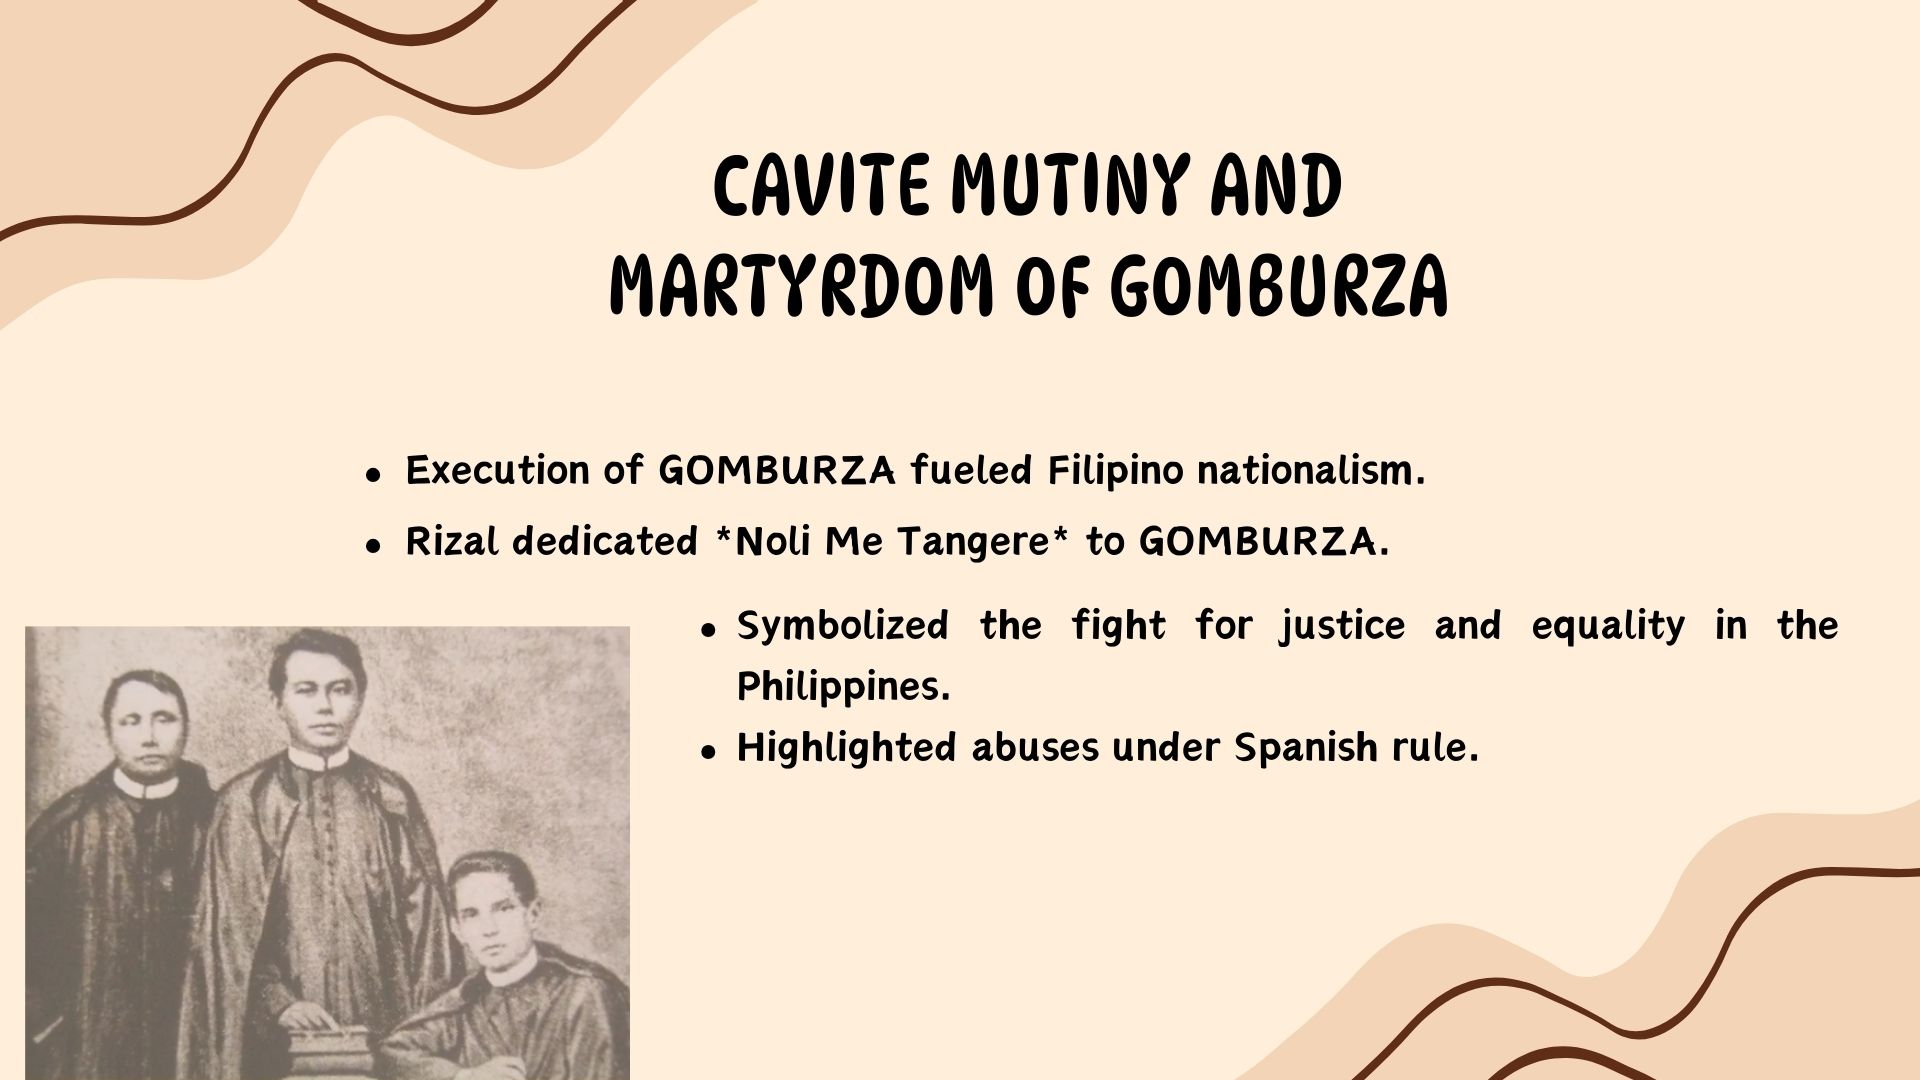 CAVITE MUTINY AND
MARTYRDOM OF GOMBURZA
• Execution of GOMBURZA fueled Filipino nationalism.
• Rizal dedicated *Noli Me Tangere* to GOMBURZA.
• Symbolized the fight for justice and equality in the
Philippines.
• Highlighted abuses under Spanish rule.